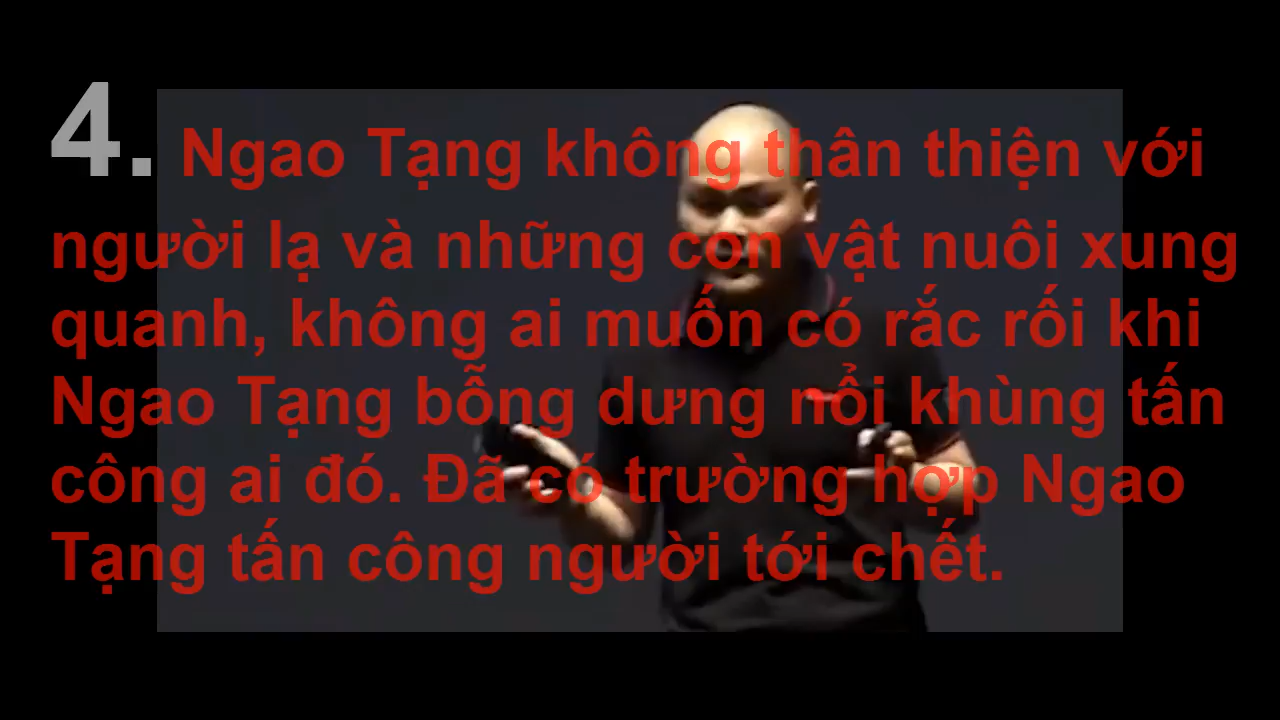 4. Ngao Tạng không thân thiện với
người lạ và những con vật nuôi xung
quanh, không ai muốn có rắc rối khi
Ngao Tạng bỗng dưng nổi khùng tấn
công ai đó. Đã có trường hợp Ngao
Tạng tấn công người tới chết.